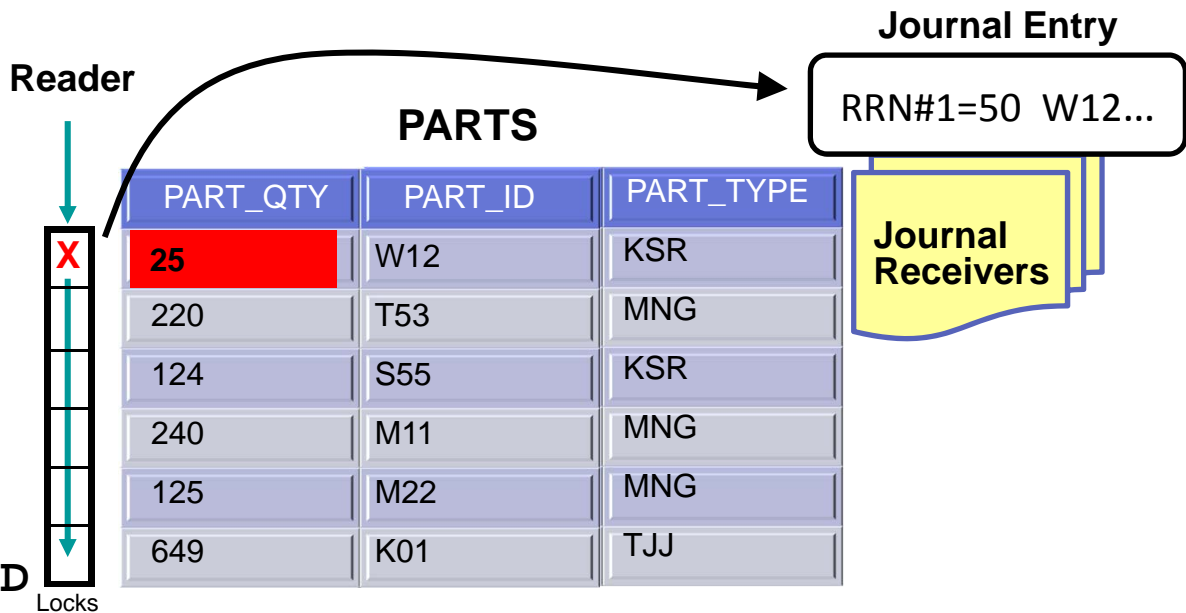 Journal Entry
Reader
RRN#1=50 W12...
PARTS
PART_QTY PART_ID PART_TYPE
X 25 W12 KSR
220 T53 MNG
124 S55 KSR
240 M11 MNG
125 M22 MNG
649 K01 TJJ
Journal
Receivers
D
Locks